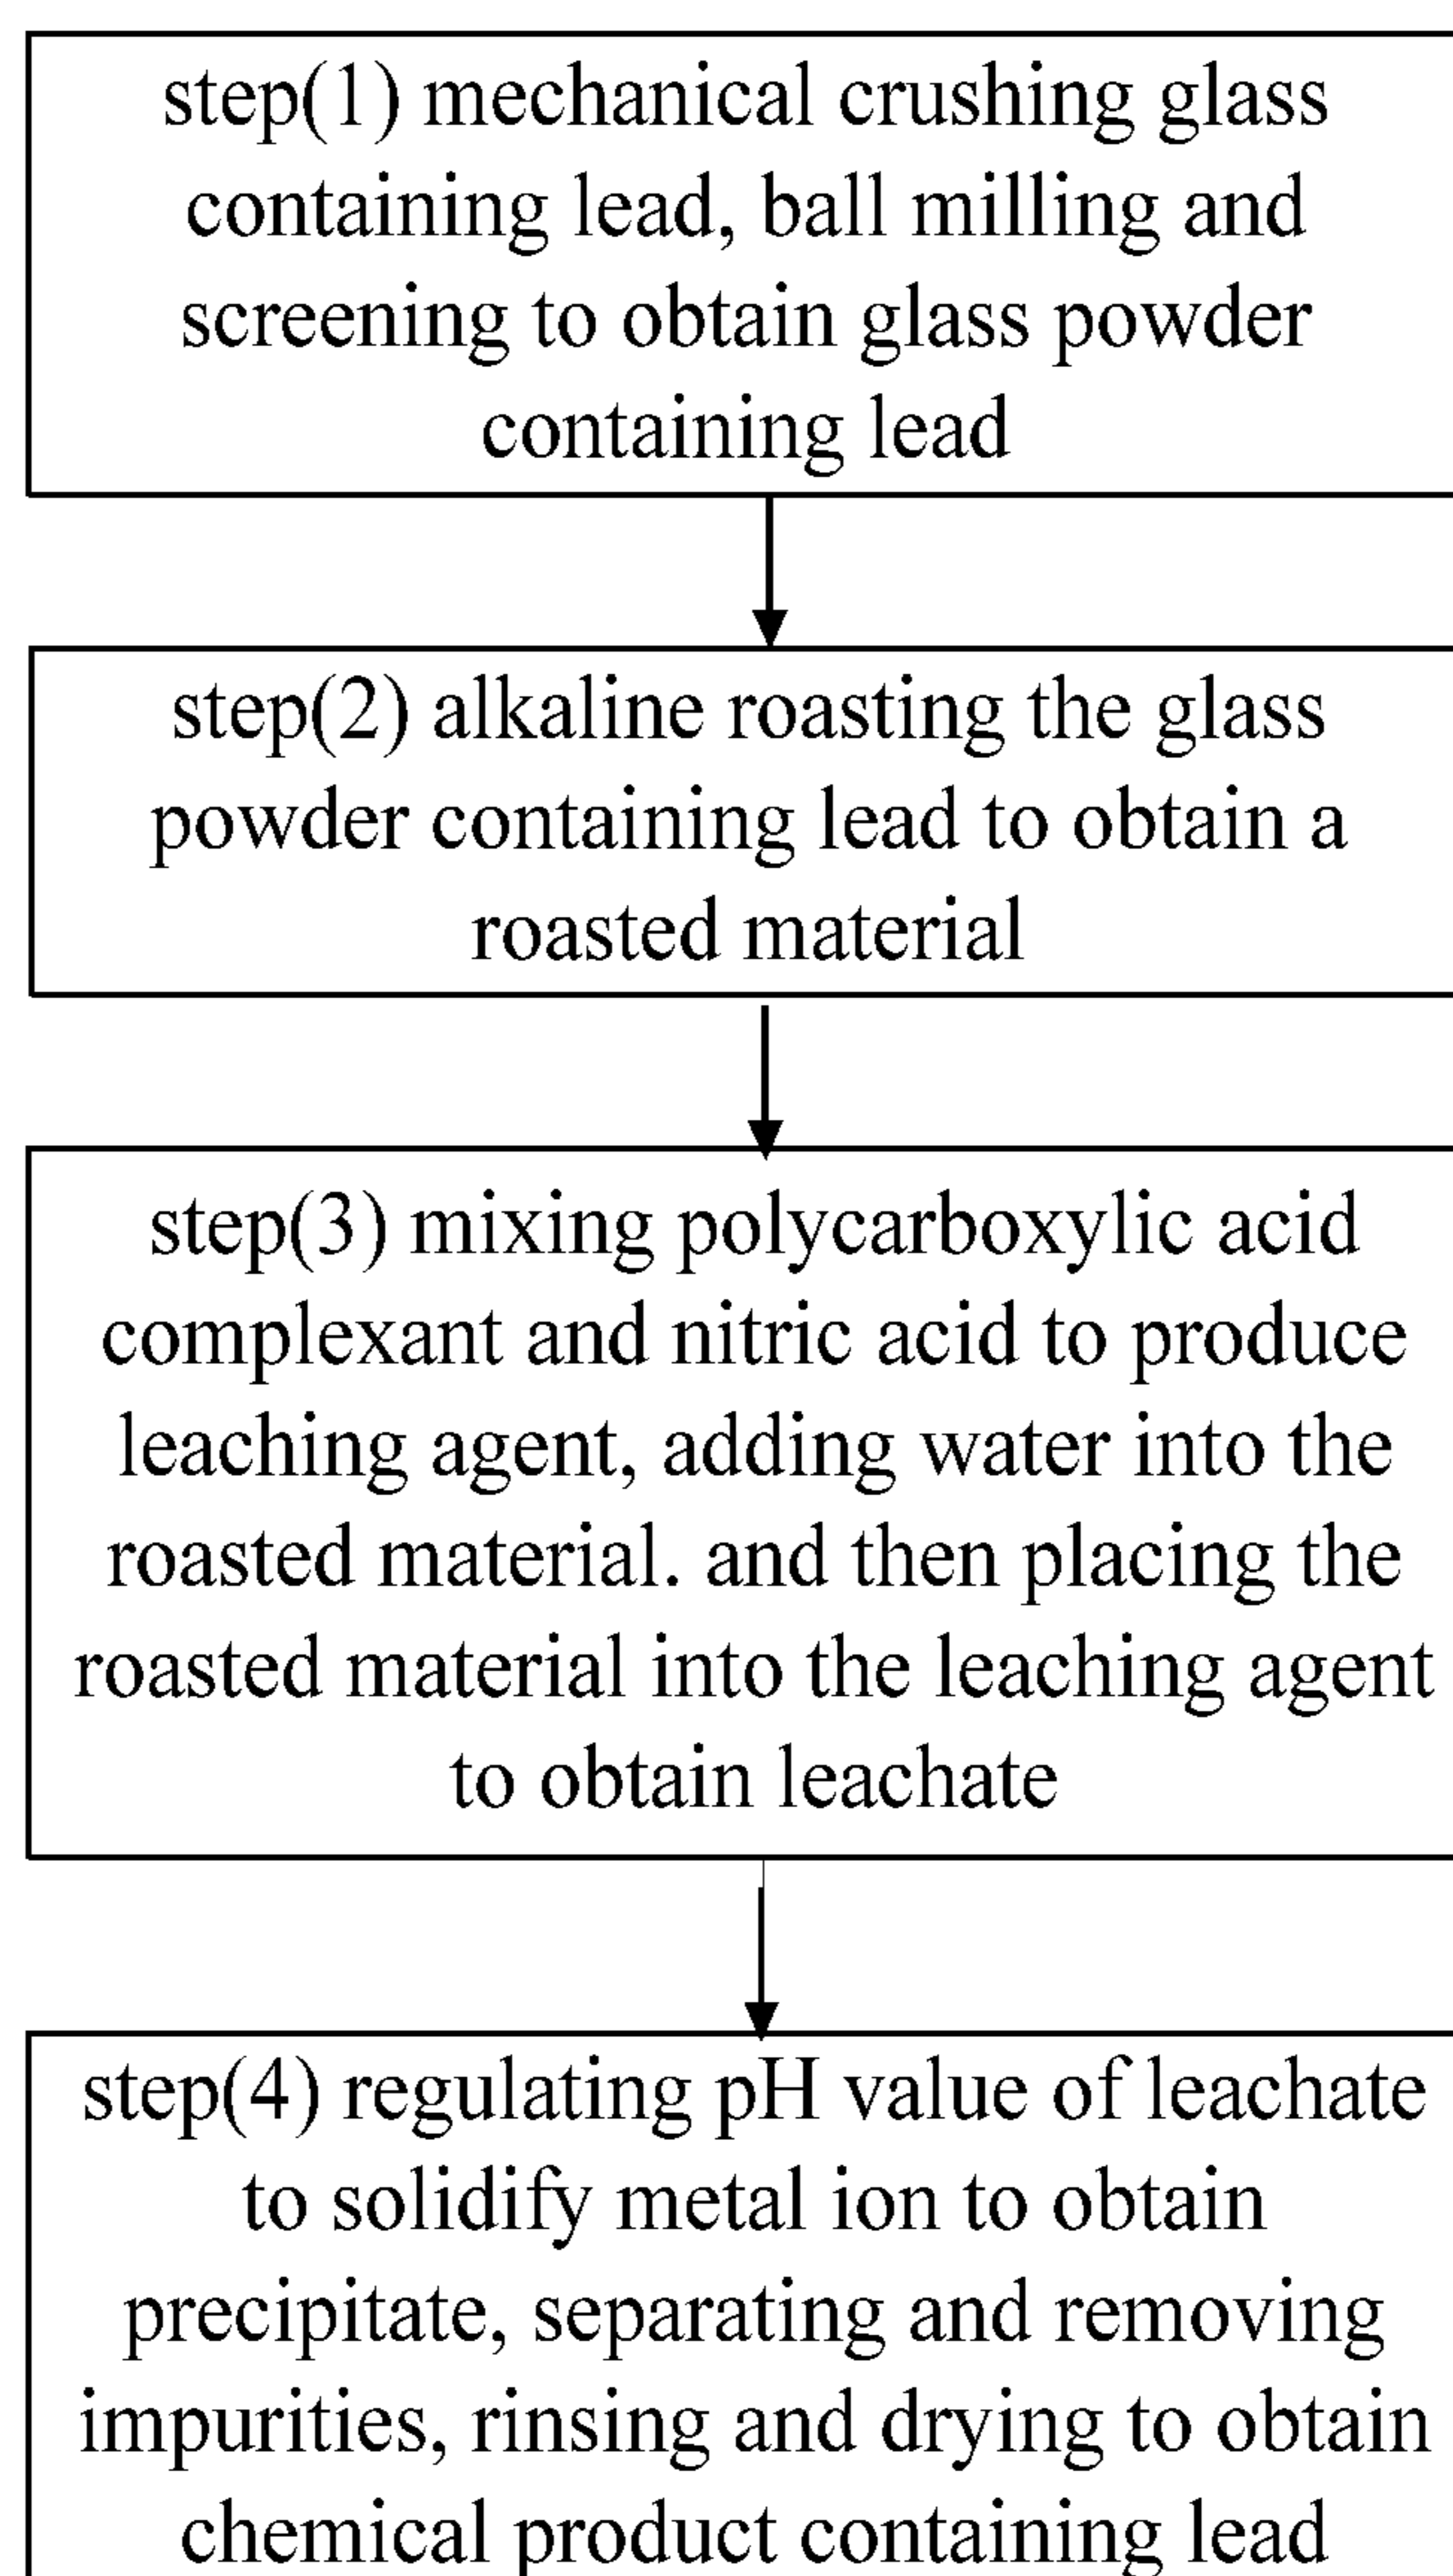 step(1) mechanical crushing glass
containing lead, ball milling and
screening to obtain glass powder
containing lead
step(2) alkaline roasting the glass
powder containing lead to obtain a
roasted material
step(3) mixing polycarboxylic acid
complexant and nitric acid to produce
leaching agent, adding water into the
roasted material. and then placing the
roasted material into the leaching agent
to obtain leachate
step(4) regulating pH value of leachate
to solidify metal ion to obtain
precipitate, separating and removing
impurities, rinsing and drying to obtain
chemical product containing lead